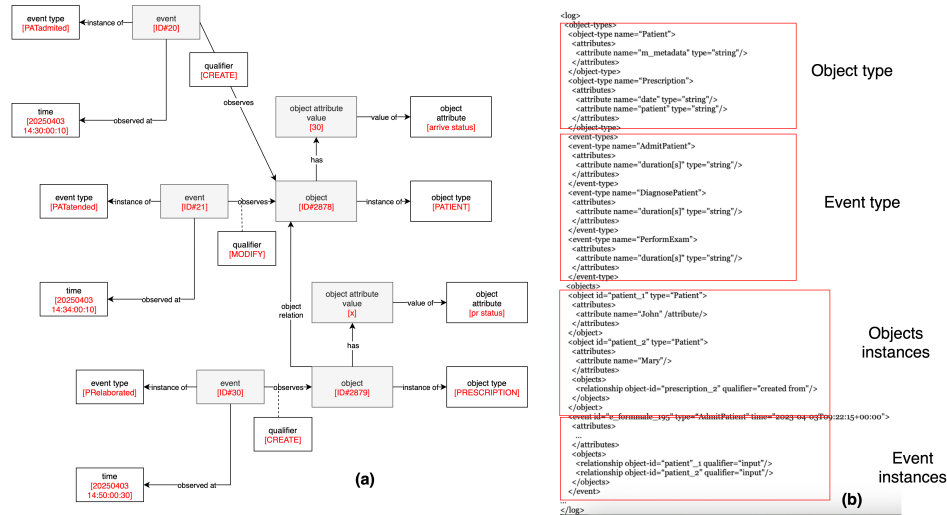 event type
[PATadmited]
instance of
event
[ID#20]
qualifier
[CREATE]
observes
time
[20250403
14:30:00:10]
observed at
object attribute
value
[30]
value of
object
attribute
[arrive status]
has
event type
[PATatended]
instance of
event
[ID#21]
observes
object
[ID#2878]
instance of
object type
[PATIENT]
qualifier
[MODIFY]
time
[20250403
14:34:00:10]
observed at
object
relation
object attribute
value
[x]
value of
object
attribute
[pr status]
has
event type
[PRelaborated]
instance of
event
[ID#30]
observes
object
[ID#2879]
instance of
object type
[PRESCRIPTION]
qualifier
[CREATE]
time
[20250403
14:50:00:30]
observed at
(a)
<log>
<object-types>
<object-type name="Patient">
<attributes>
<attribute name="m_metadata" type="string"/>
</attributes>
</object-type>
<object-type name="Prescription">
<attributes>
<attribute name="date" type="string"/>
<attribute name="patient" type="string"/>
</attributes>
</object-type>
<event-types>
<event-type name="AdmitPatient">
<attributes>
<attribute name="duration[s]" type="string"/>
</attributes>
</event-type>
<event-type name="DiagnosePatient">
<attributes>
<attribute name="duration[s]" type="string"/>
</attributes>
</event-type>
<event-type name="PerformExam">
<attributes>
<attribute name="duration[s]" type="string"/>
</attributes>
</event-type>
<objects>
<object id="patient_1" type="Patient">
<attributes>
<attribute name="John" /attribute/>
</attributes>
</object>
<object id="patient_2" type="Patient">
<attributes>
<attribute name="Mary"/>
</attributes>
<objects>
<relationship object-id="prescription_2" qualifier="created from"/>
</objects>
</object>
<event id="e_formmale_195" type="AdmitPatient" time="2023-04-03T09:22:15+00:00">
<attributes>
...
</attributes>
<objects>
<relationship object-id="patient"_1 qualifier="input"/>
<relationship object-id="patient_2" qualifier="input"/>
</objects>
</event>
...
</log>
Object type
Event type
Objects
instances
Event
instances
(b)